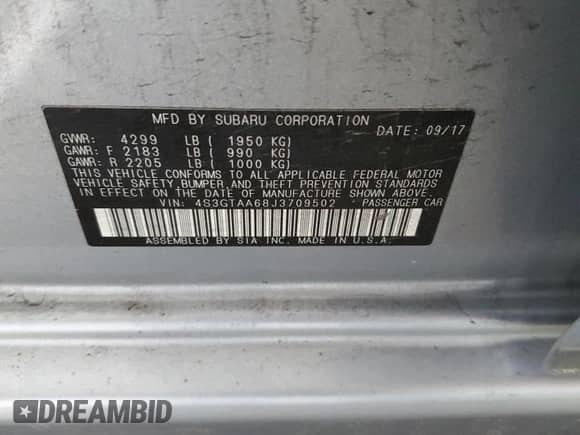 MFD BY SUBARU CORPORATION
DATE: 09/17
GVWR: 4299 LB ( 1950 KG)
GAWR: F 2183 LB ( 990 KG)
GAWR: R 2205 LB ( 1000 KG)
THIS VEHICLE CONFORMS TO ALL APPLICABLE FEDERAL MOTOR
VEHICLE SAFETY, BUMPER, AND THEFT PREVENTION STANDARDS
IN EFFECT ON THE DATE OF MANUFACTURE SHOWN ABOVE.
VIN: 4S3GTAA68J3709502 PASSENGER CAR
ASSEMBLED BY SIA INC. MADE IN U.S.A.
DREAMBID